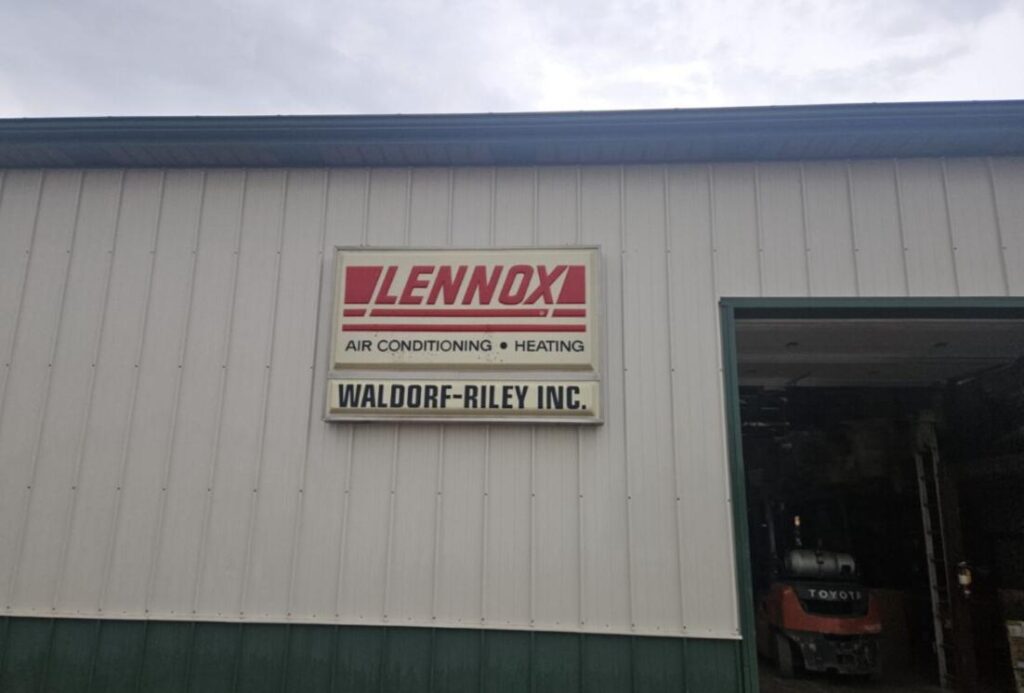 LENNOX
AIR CONDITIONING • HEATING
WALDORF-RILEY INC.
TOYOTA